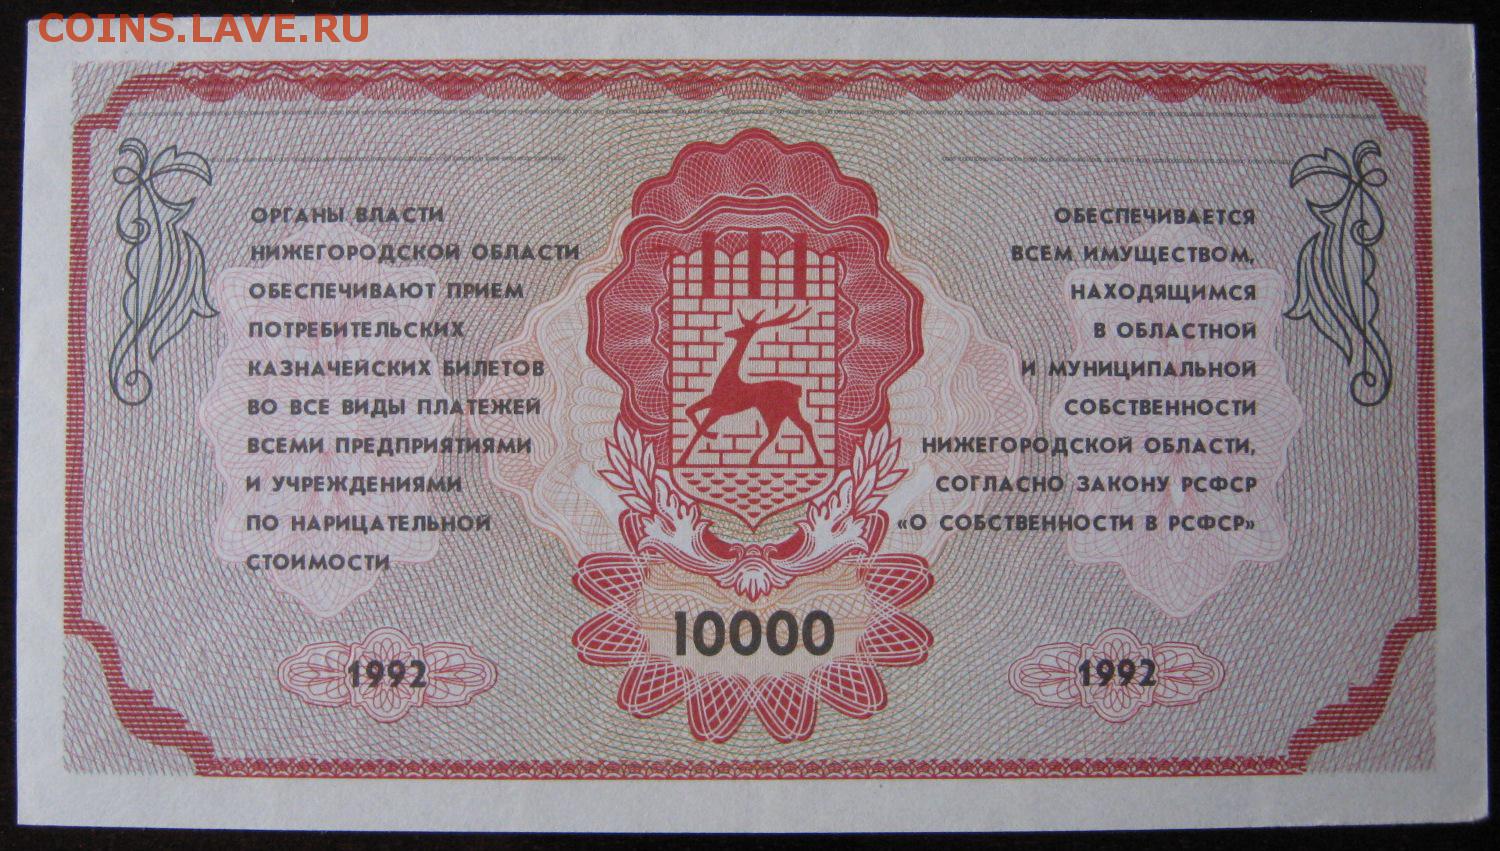 COINS.LAVE.RU
ОРГАНЫ ВЛАСТИ
НИЖЕГОРОДСКОЙ ОБЛАСТИ
ОБЕСПЕЧИВАЮТ ПРИЕМ
ПОТРЕБИТЕЛЬСКИХ
КАЗНАЧЕЙСКИХ БИЛЕТОВ
ВО ВСЕ ВИДЫ ПЛАТЕЖЕЙ
ВСЕМИ ПРЕДПРИЯТИЯМИ
И УЧРЕЖДЕНИЯМИ
ПО НАРИЦАТЕЛЬНОЙ
СТОИМОСТИ
ОБЕСПЕЧИВАЕТСЯ
ВСЕМ ИМУЩЕСТВОМ,
НАХОДЯЩИМСЯ
В ОБЛАСТНОЙ
И МУНИЦИПАЛЬНОЙ
СОБСТВЕННОСТИ
НИЖЕГОРОДСКОЙ ОБЛАСТИ,
СОГЛАСНО ЗАКОНУ РСФСР
«О СОБСТВЕННОСТИ В РСФСР»
10000
1992
1992